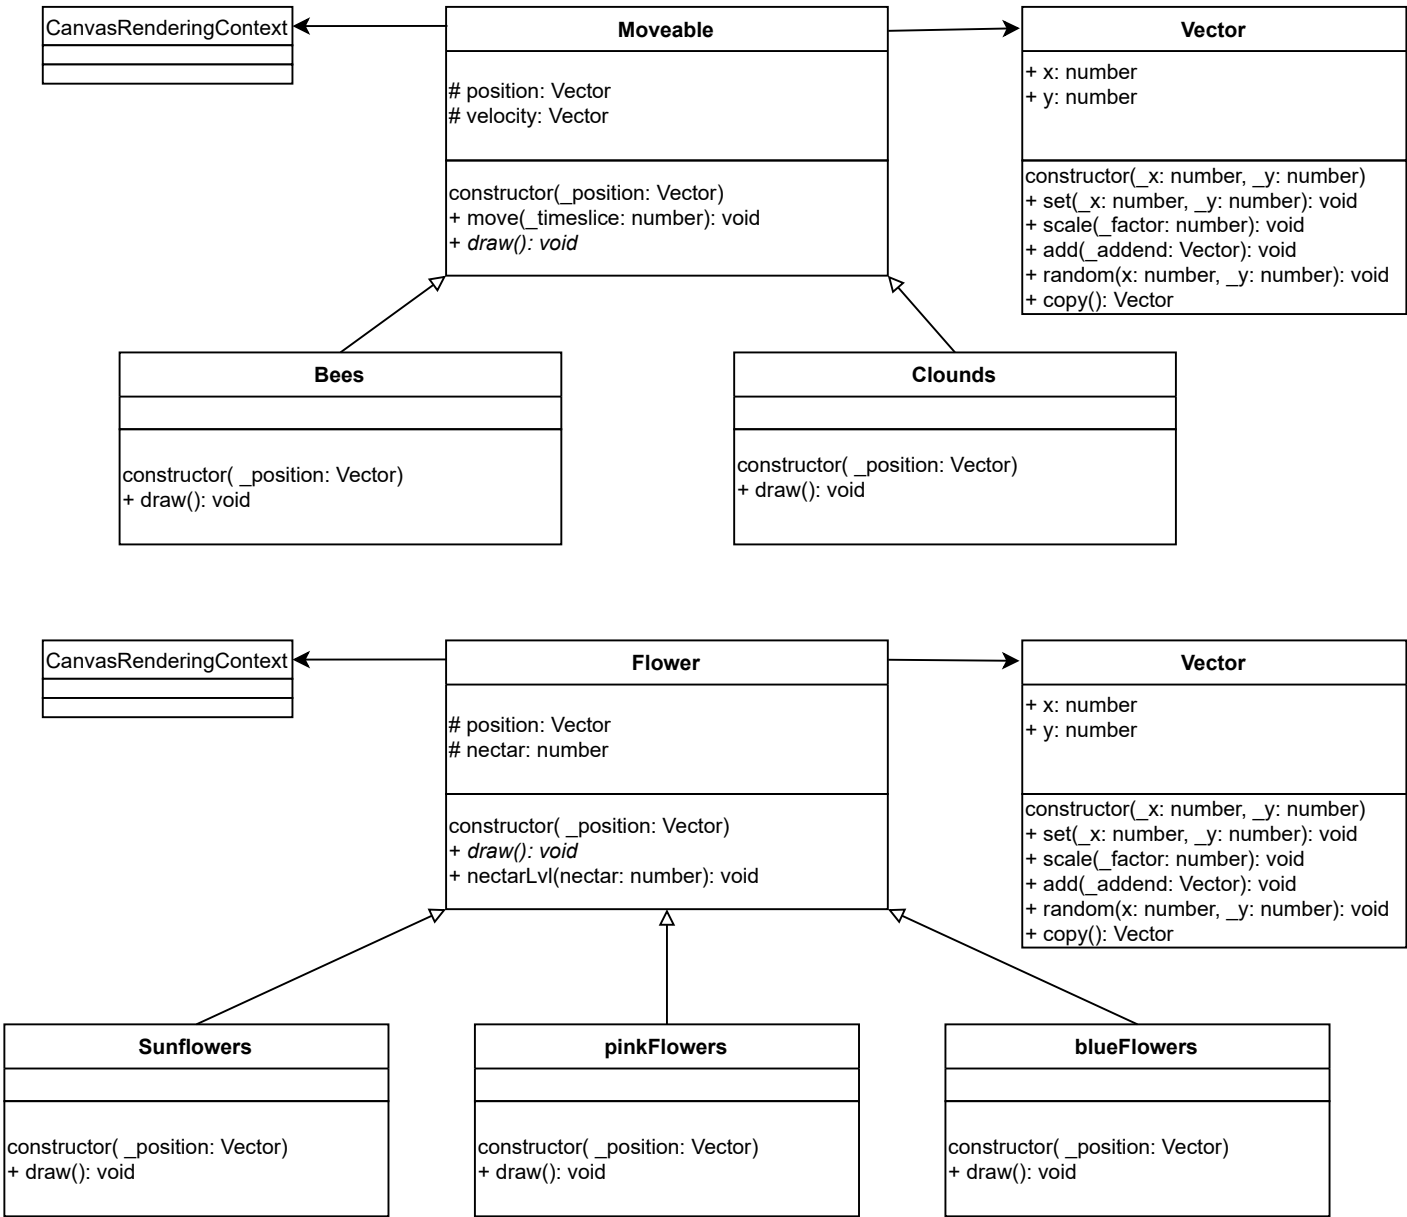 CanvasRenderingContext
Moveable
# position: Vector
# velocity: Vector
constructor(_position: Vector)
+ move(_timeslice: number): void
+ draw(): void
Vector
+ x: number
+ y: number
constructor(_x: number, _y: number)
+ set(_x: number, _y: number): void
+ scale(_factor: number): void
+ add(_addend: Vector): void
+ random(x: number, _y: number): void
+ copy(): Vector
Bees
constructor( _position: Vector)
+ draw(): void
Clounds
constructor( _position: Vector)
+ draw(): void
CanvasRenderingContext
Flower
# position: Vector
# nectar: number
constructor( _position: Vector)
+ draw(): void
+ nectarLvl(nectar: number): void
Vector
+ x: number
+ y: number
constructor(_x: number, _y: number)
+ set(_x: number, _y: number): void
+ scale(_factor: number): void
+ add(_addend: Vector): void
+ random(x: number, _y: number): void
+ copy(): Vector
Sunflowers
constructor( _position: Vector)
+ draw(): void
pinkFlowers
constructor( _position: Vector)
+ draw(): void
blueFlowers
constructor( _position: Vector)
+ draw(): void